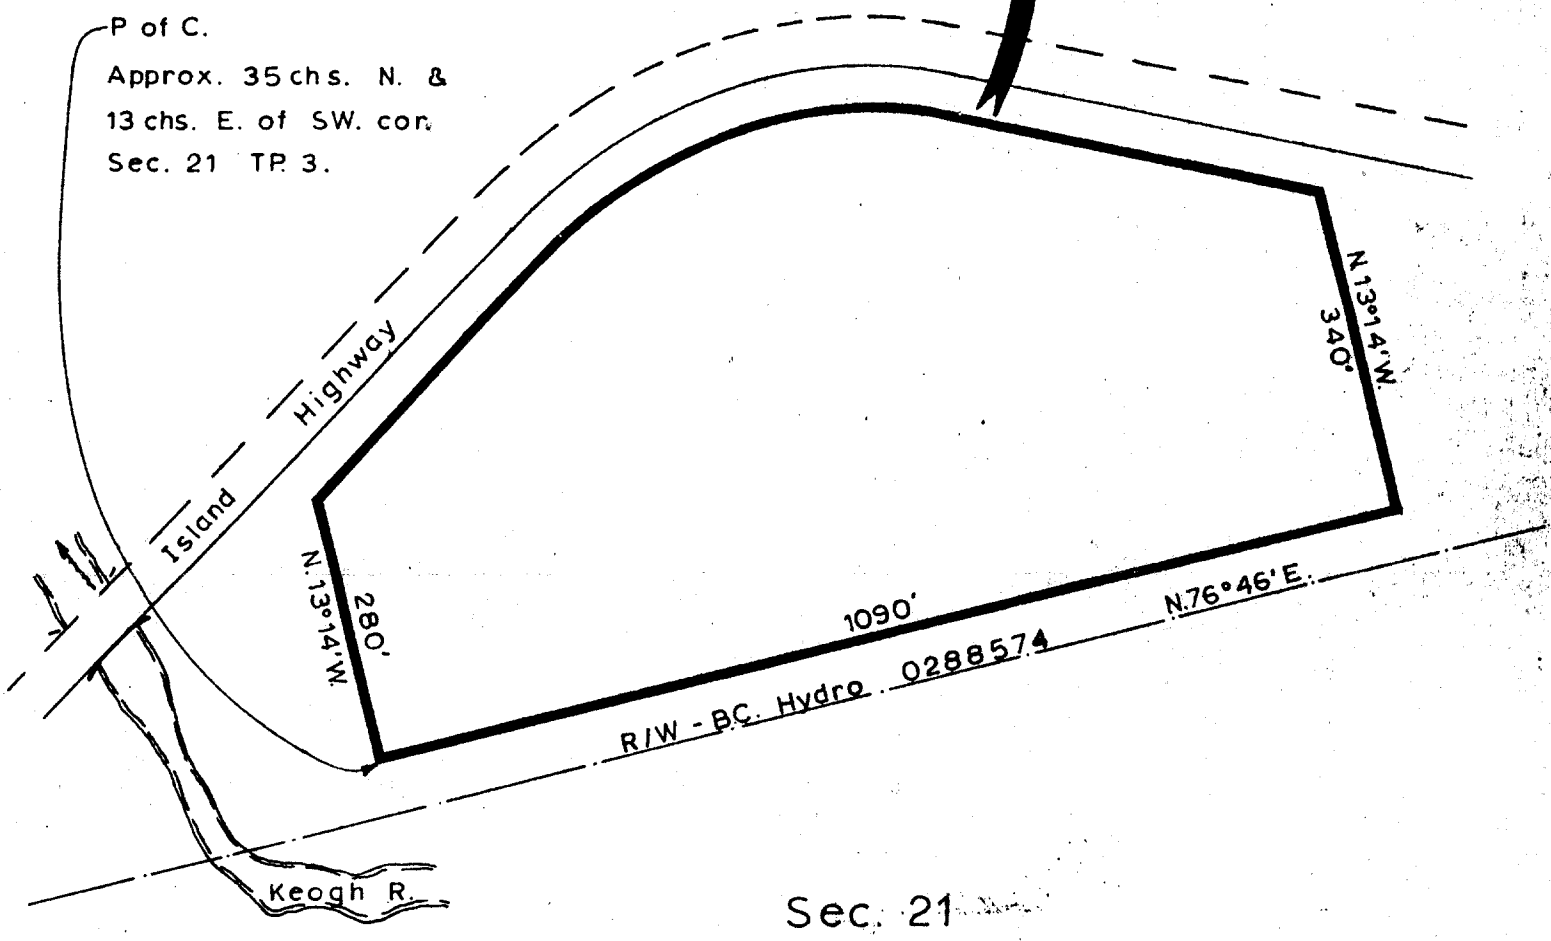 P of C.
Approx. 35 chs. N. &
13 chs. E. of SW. cor.
Sec. 21 TP. 3.
Island Highway
N 13°14'W.
340'
N. 13°14'W.
280'
1090'
N.76°46'E.
R/W - B.C. Hydro 0288574
Keogh R.
Sec. 21